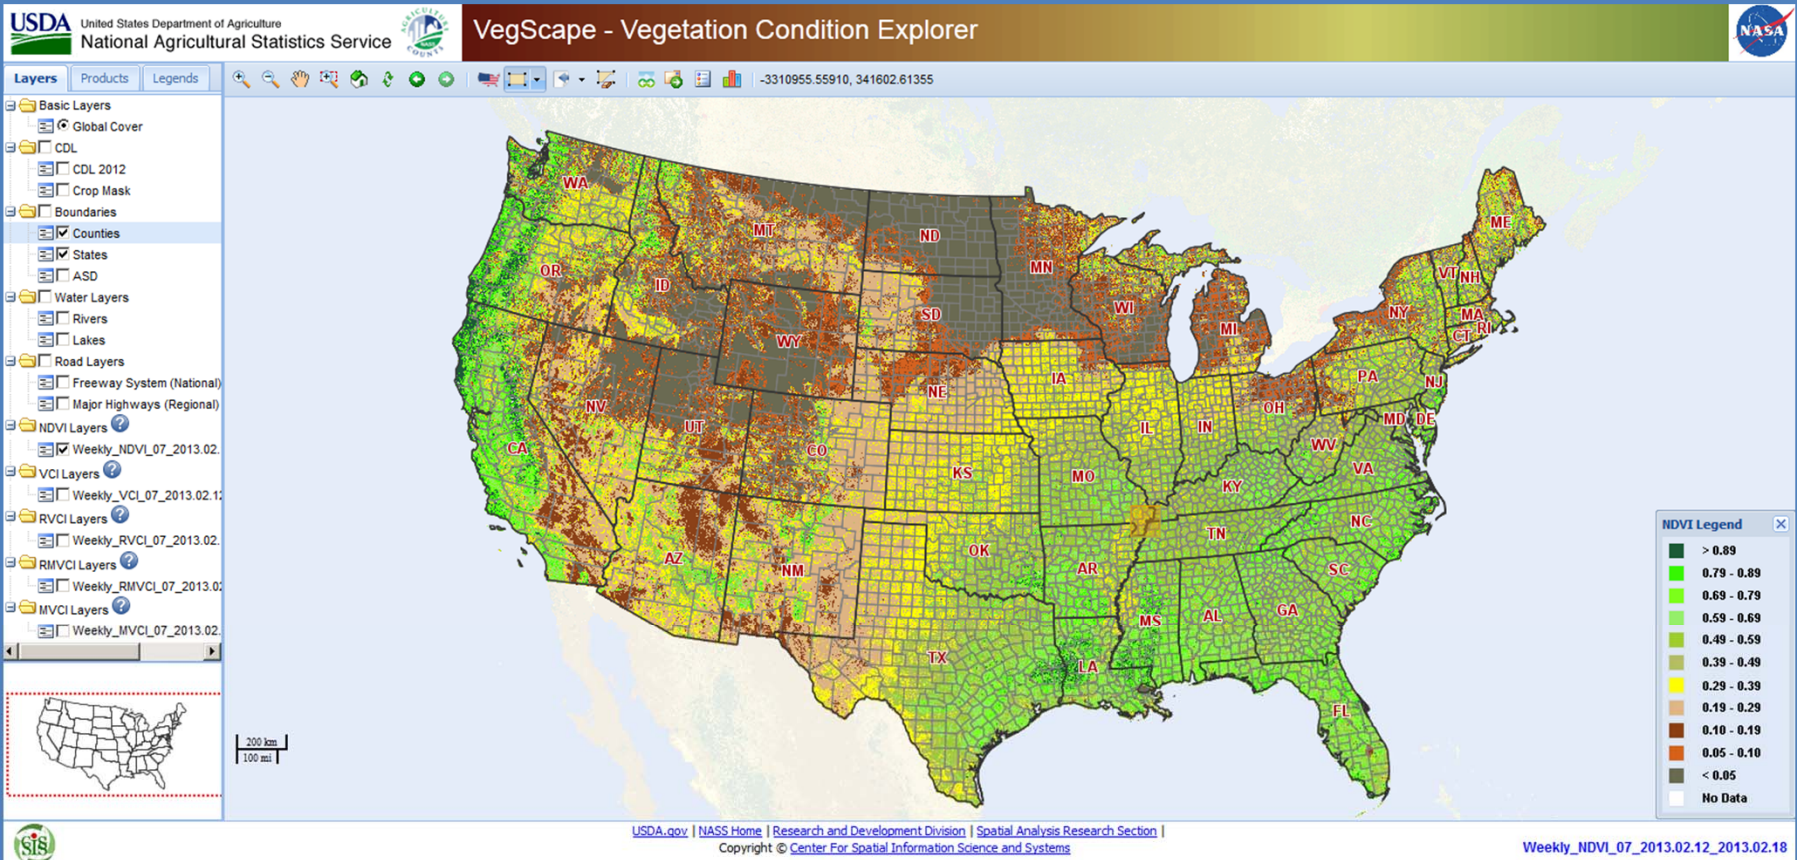 USDA
United States Department of Agriculture
National Agricultural Statistics Service
AGRICULTURE
NASS
COUNTS
VegScape - Vegetation Condition Explorer
NASA
Layers
Products
Legends
-3310955.55910, 341602.61355
Basic Layers
Global Cover
CDL
CDL 2012
Crop Mask
Boundaries
Counties
States
ASD
Water Layers
Rivers
Lakes
Road Layers
Freeway System (National)
Major Highways (Regional)
NDVI Layers
Weekly_NDVI_07_2013.02.
VCI Layers
Weekly_VCI_07_2013.02.12
RVCI Layers
Weekly_RVCI_07_2013.02.
RMVCI Layers
Weekly_RMVCI_07_2013.02
MVCI Layers
Weekly_MVCI_07_2013.02.
WA
MT
ND
MN
ME
OR
ID
SD
WI
MI
NY
VT
NH
MA
RI
CT
WY
NE
IA
PA
NJ
NV
UT
CO
IL
IN
OH
MD
DE
CA
KS
MO
WV
VA
KY
AZ
NM
OK
AR
TN
NC
SC
TX
LA
MS
AL
GA
FL
200 km
100 mi
NDVI Legend
> 0.89
0.79 - 0.89
0.69 - 0.79
0.59 - 0.69
0.49 - 0.59
0.39 - 0.49
0.29 - 0.39
0.19 - 0.29
0.10 - 0.19
0.05 - 0.10
< 0.05
No Data
SIS
USDA.gov | NASS Home | Research and Development Division | Spatial Analysis Research Section |
Copyright © Center For Spatial Information Science and Systems
Weekly_NDVI_07_2013.02.12_2013.02.18